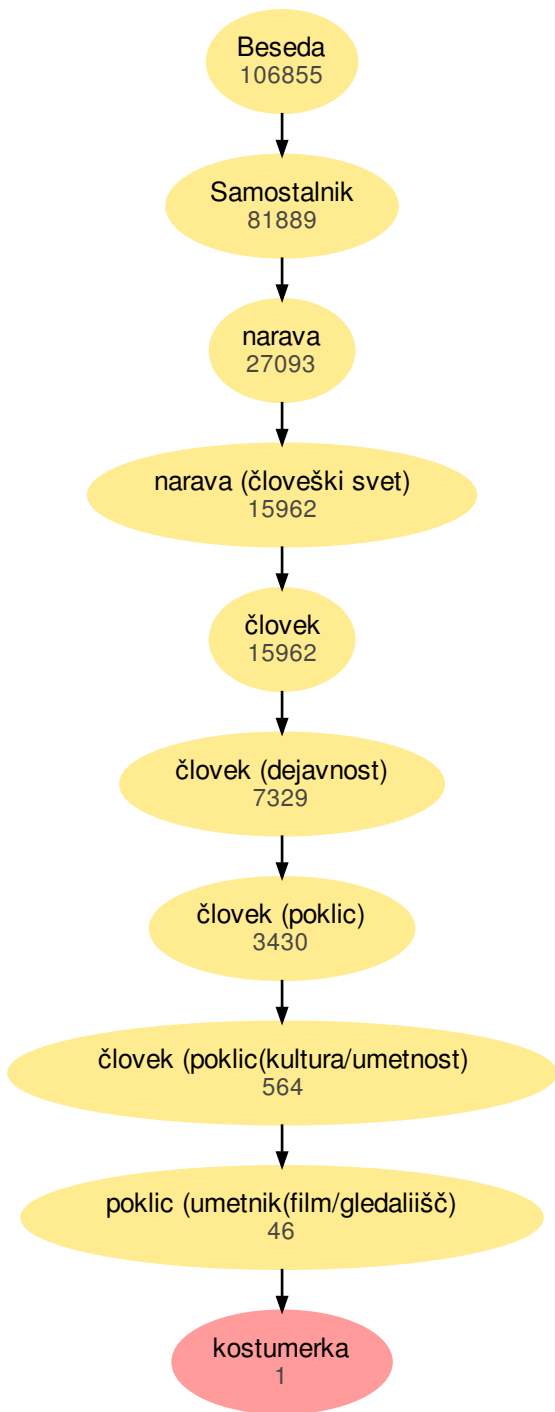 Beseda
106855
Samostalnik
81889
narava
27093
narava (človeški svet)
15962
človek
15962
človek (dejavnost)
7329
človek (poklic)
3430
človek (poklic(kultura/umetnost)
564
poklic (umetnik(film/gledaliišč)
46
kostumerka
1